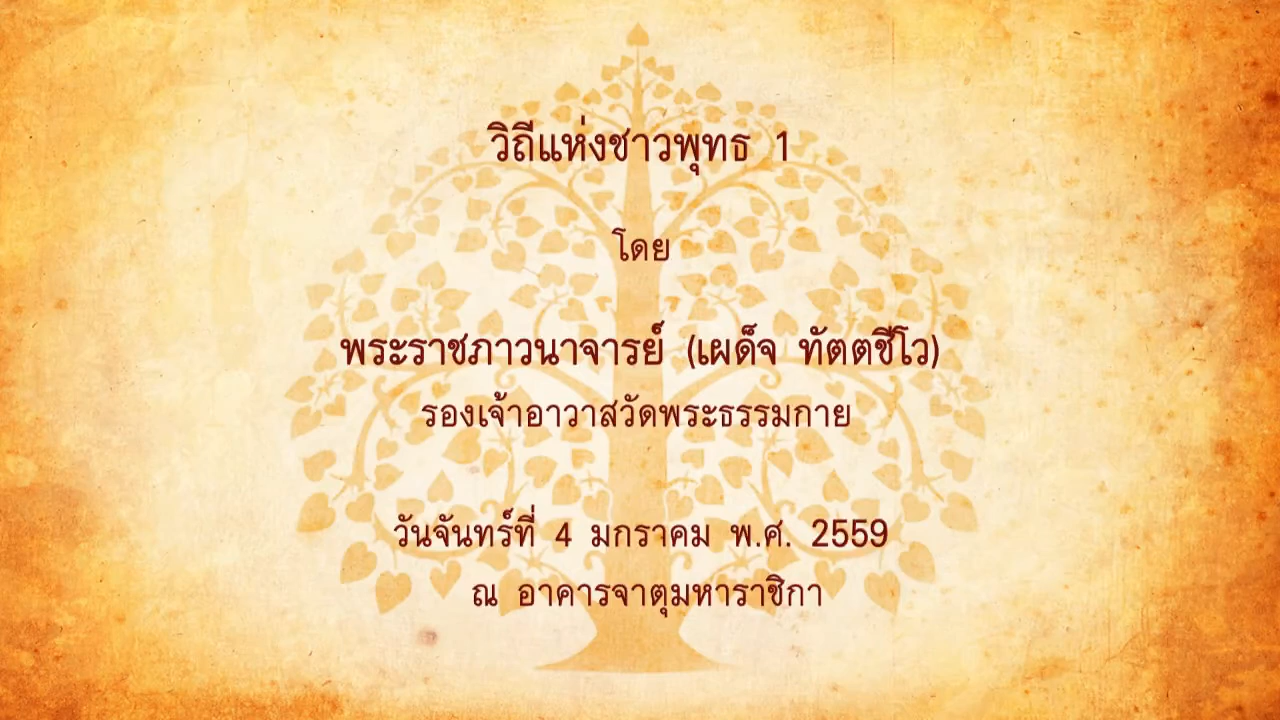 วิถีแห่งชาวพุทธ 1
โดย
พระราชภาวนาจารย์ (เผด็จ ทัตตชีโว)
รองเจ้าอาวาสวัดพระธรรมกาย
วันจันทร์ที่ 4 มกราคม พ.ศ. 2559
ณ อาคารจาตุมหาราชิกา